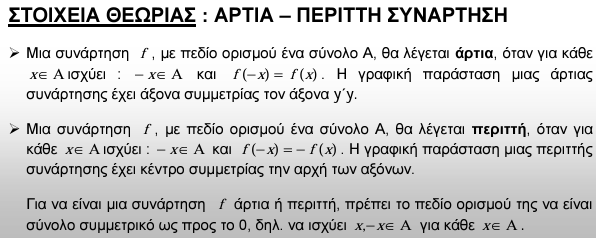 ΣΤΟΙΧΕΙΑ ΘΕΩΡΙΑΣ : ΑΡΤΙΑ – ΠΕΡΙΤΤΗ ΣΥΝΑΡΤΗΣΗ
➢ Μια συνάρτηση f , με πεδίο ορισμού ένα σύνολο Α, θα λέγεται άρτια, όταν για κάθε
x∈ Α ισχύει : – x∈ Α και f(–x) = f(x) . Η γραφική παράσταση μιας άρτιας
συνάρτησης έχει άξονα συμμετρίας τον άξονα y΄y.
➢ Μια συνάρτηση f , με πεδίο ορισμού ένα σύνολο Α, θα λέγεται περιττή, όταν για
κάθε x∈ Α ισχύει : – x∈ Α και f(–x) = – f(x) . Η γραφική παράσταση μιας περιττής
συνάρτησης έχει κέντρο συμμετρίας την αρχή των αξόνων.
Για να είναι μια συνάρτηση f άρτια ή περιττή, πρέπει το πεδίο ορισμού της να είναι
σύνολο συμμετρικό ως προς το 0, δηλ. να ισχύει x,–x∈ Α για κάθε x∈ Α .